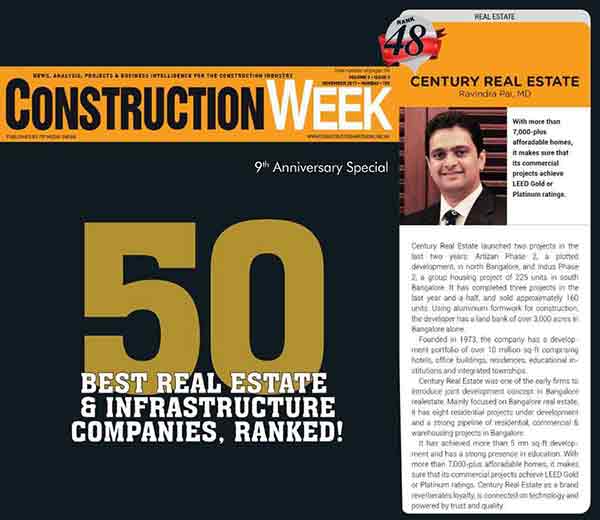 NEWS, ANALYSIS, PROJECTS & BUSINESS INTELLIGENCE FOR THE CONSTRUCTION INDUSTRY
CONSTRUCTIONWEEK
9th Anniversary Special
50
BEST REAL ESTATE
& INFRASTRUCTURE
COMPANIES, RANKED!
REAL ESTATE
RANK
48
CENTURY REAL ESTATE
Ravindra Pai, MD
With more than
7,000-plus
afforadable homes,
it makes sure that
its commercial
projects achieve
LEED Gold or
Platinum ratings.
Century Real Estate launched two projects in the
last two years: Artizan Phase 2, a plotted
development, in north Bangalore, and Indus Phase
2, a group housing project of 225 units in south
Bangalore. It has completed three projects in the
last year and a half, and sold approximately 160
units. Using aluminium formwork for construction,
the developer has a land bank of over 3,000 acres in
Bangalore alone.
Founded in 1973, the company has a develop-
ment portfolio of over 10 million sq-ft comprising
hotels, office buildings, residences, educational in-
stitutions and integrated townships.
Century Real Estate was one of the early firms to
introduce joint development concept in Bangalore
realestate. Mainly focused on Bangalore real estate,
it has eight residential projects under development
and a strong pipeline of residential, commercial &
warehousing projects in Bangalore.
It has achieved more than 5 mn sq-ft develop-
ment and has a strong presence in education. With
more than 7,000-plus afforadable homes, it makes
sure that its commercial projects achieve LEED Gold
or Platinum ratings. Century Real Estate as a brand
reverberates loyalty, is connected on technology and
powered by trust and quality.